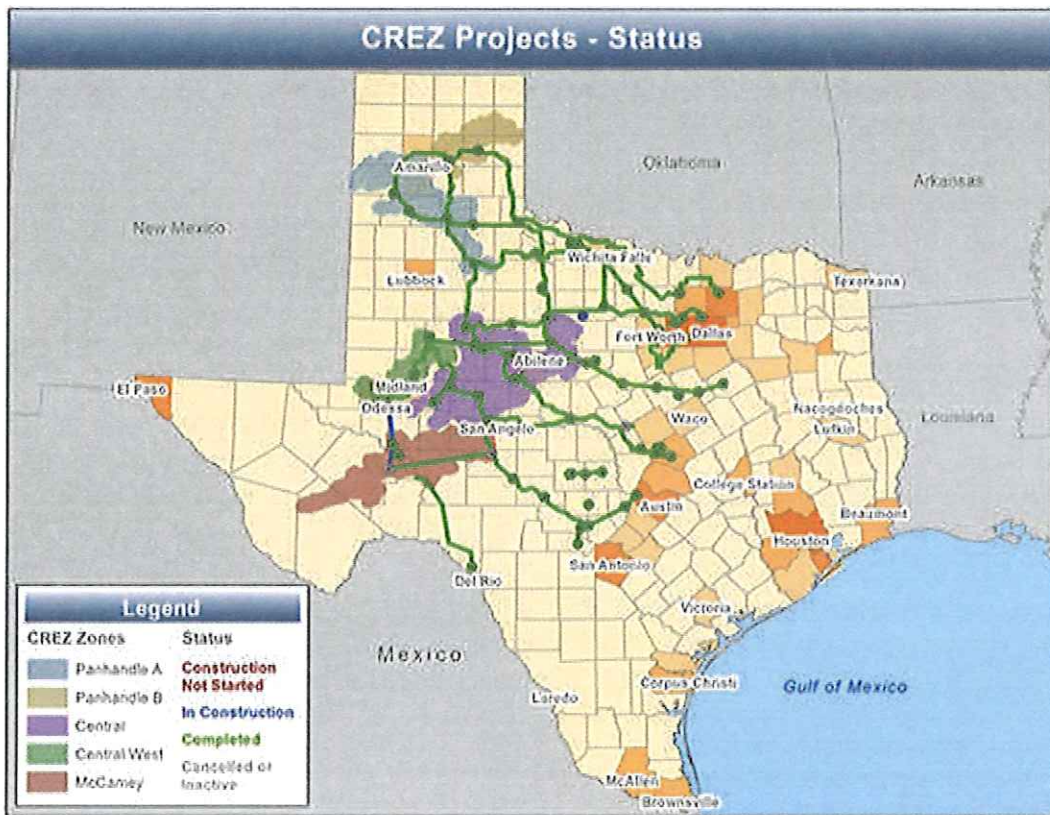 CREZ Projects - Status
Oklahoma
Arkansas
Amarillo
New Mexico
Wichita Falls
Texarkana
Lubbock
Fort Worth
Dallas
Abilene
El Paso
Midland
Odessa
Louisiana
Nacogdoches
Waco
Lufkin
San Angelo
College Station
Austin
Beaumont
Houston
San Antonio
Del Rio
Victoria
Mexico
Corpus Christi
Gulf of Mexico
Laredo
McAllen
Brownsville
Legend
CREZ Zones
Status
Panhandle A
Construction
Not Started
Panhandle B
In Construction
Central
Completed
Central West
Cancelled or
Inactive
McCamey